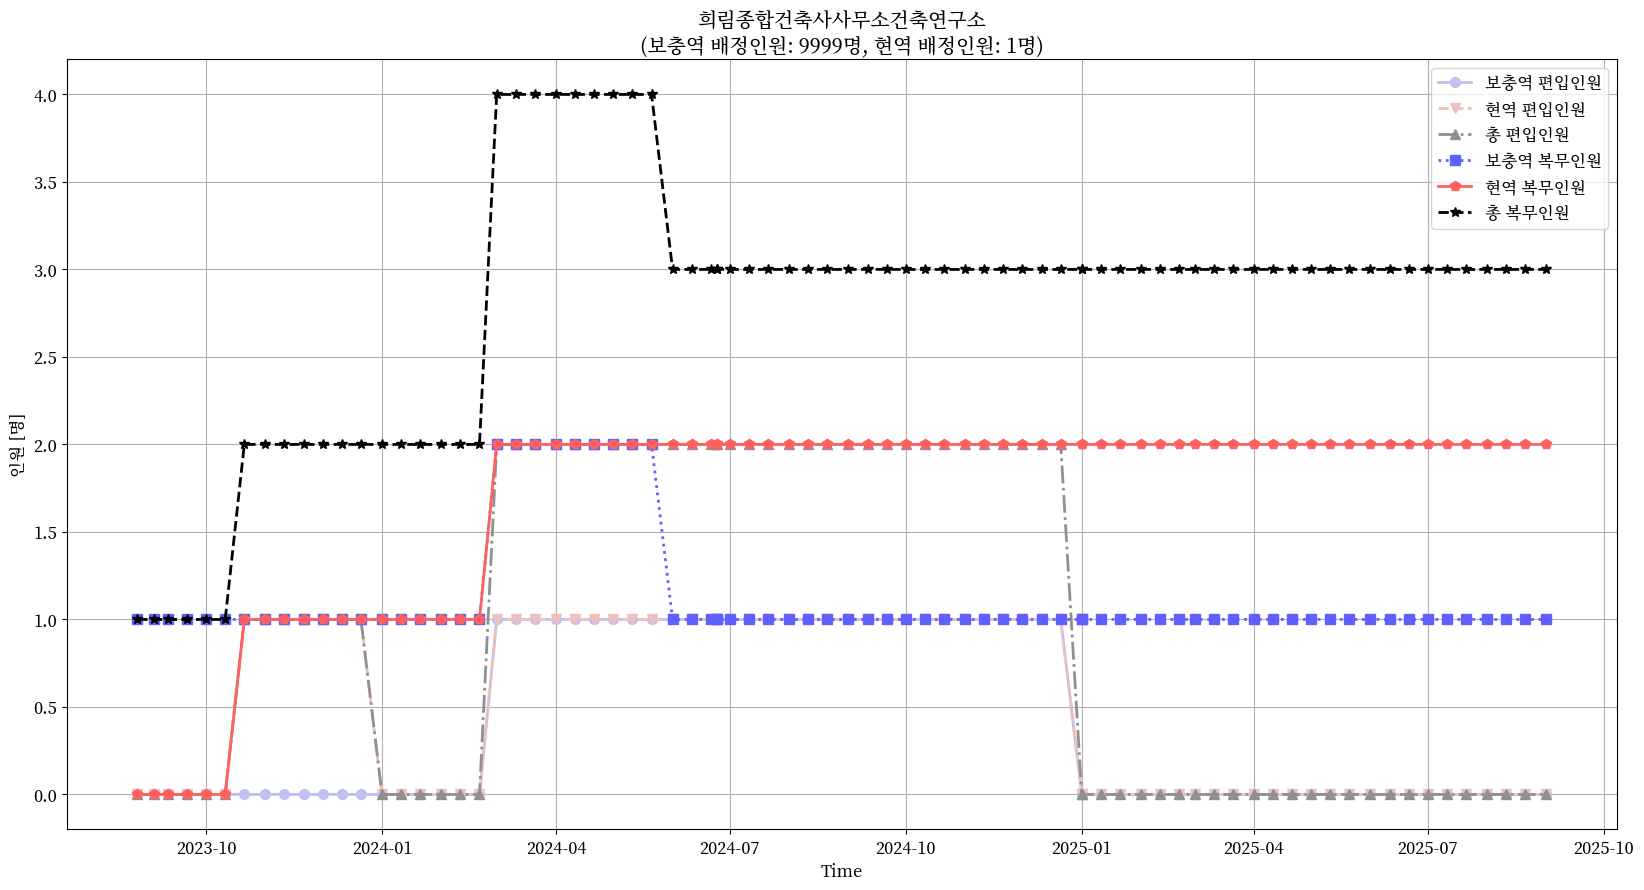 희림종합건축사사무소건축연구소
(보충역 배정인원: 9999명, 현역 배정인원: 1명)
보충역 편입인원
현역 편입인원
총 편입인원
보충역 복무인원
현역 복무인원
총 복무인원
인원 [명]
4.0
3.5
3.0
2.5
2.0
1.5
1.0
0.5
0.0
2023-10
2024-01
2024-04
2024-07
2024-10
2025-01
2025-04
2025-07
2025-10
Time